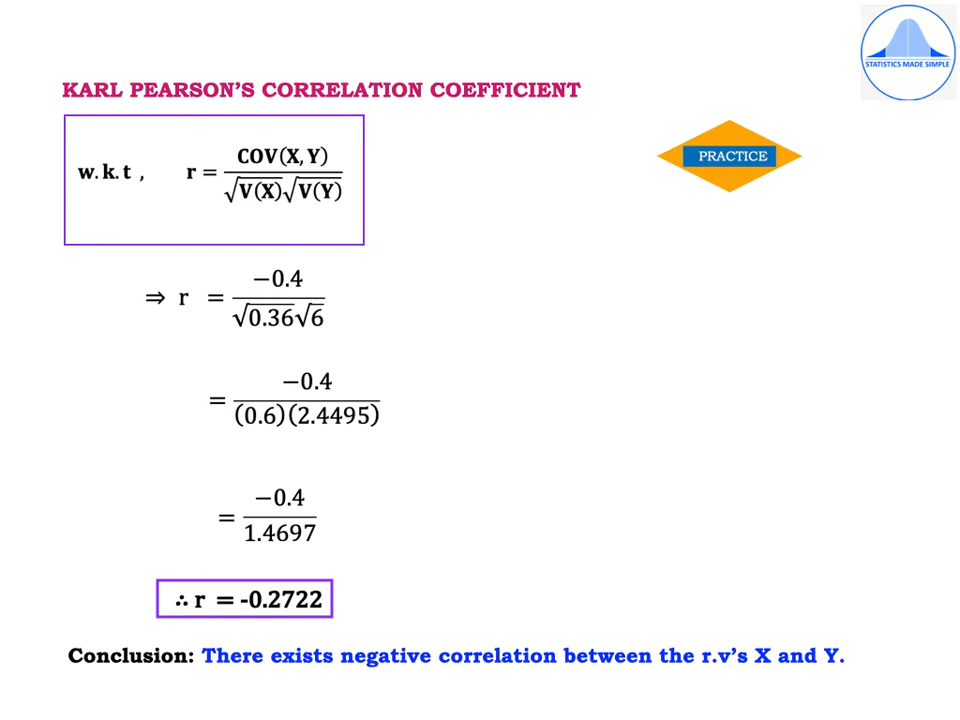 STATISTICS MADE SIMPLE
KARL PEARSON'S CORRELATION COEFFICIENT
PRACTICE
w. k. t , r = COV(X, Y) / √V(X)√V(Y)
⇒ r = −0.4 / √0.36√6
= −0.4 / (0.6)(2.4495)
= −0.4 / 1.4697
∴ r = -0.2722
Conclusion: There exists negative correlation between the r.v's X and Y.